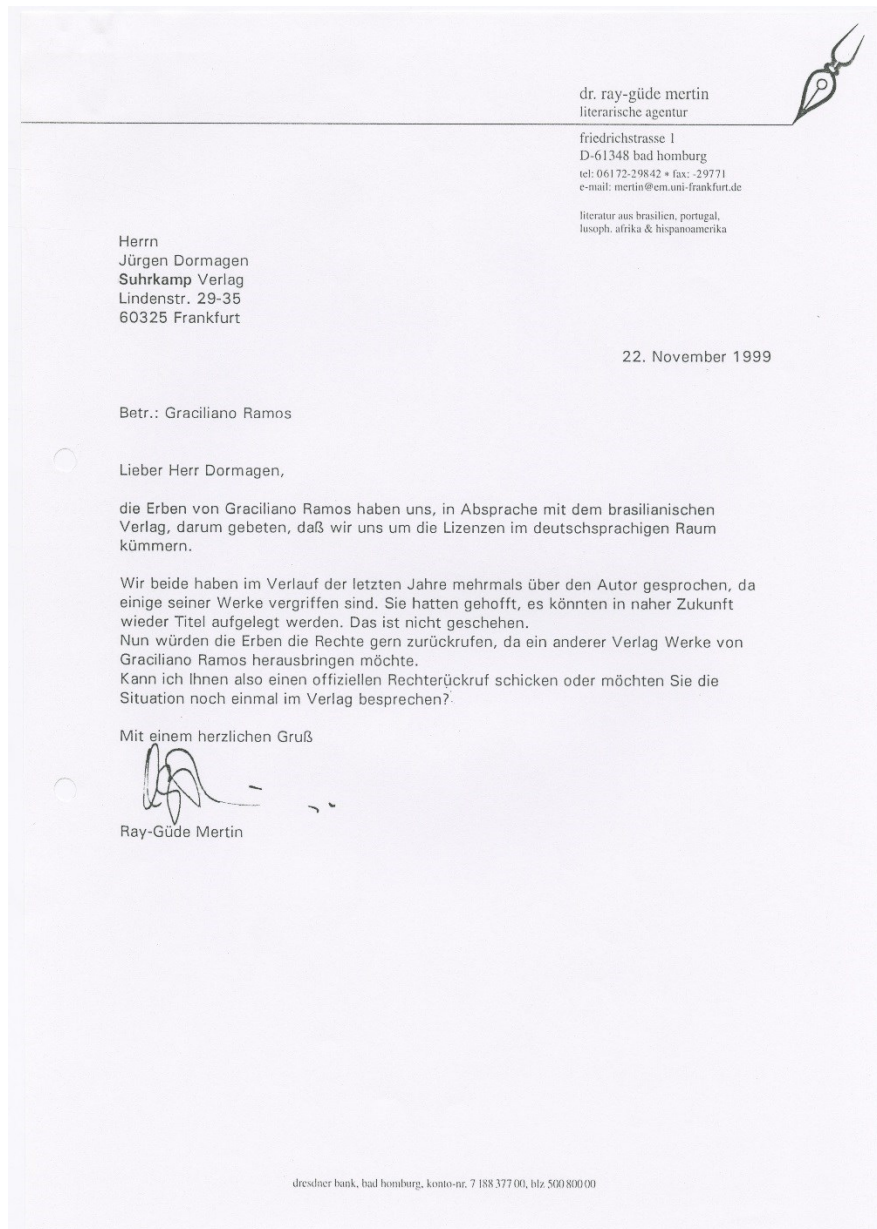 dr. ray-güde mertin
literarische agentur
friedrichstrasse 1
D-61348 bad homburg
tel: 06172-29842 * fax: -29771
e-mail: mertin@em.uni-frankfurt.de
literatur aus brasilien, portugal,
lusoph. afrika & hispanoamerika
Herrn
Jürgen Dormagen
Suhrkamp Verlag
Lindenstr. 29-35
60325 Frankfurt
22. November 1999
Betr.: Graciliano Ramos
Lieber Herr Dormagen,
die Erben von Graciliano Ramos haben uns, in Absprache mit dem brasilianischen
Verlag, darum gebeten, daß wir uns um die Lizenzen im deutschsprachigen Raum
kümmern.
Wir beide haben im Verlauf der letzten Jahre mehrmals über den Autor gesprochen, da
einige seiner Werke vergriffen sind. Sie hatten gehofft, es könnten in naher Zukunft
wieder Titel aufgelegt werden. Das ist nicht geschehen.
Nun würden die Erben die Rechte gern zurückrufen, da ein anderer Verlag Werke von
Graciliano Ramos herausbringen möchte.
Kann ich Ihnen also einen offiziellen Rechterückruf schicken oder möchten Sie die
Situation noch einmal im Verlag besprechen?
Mit einem herzlichen Gruß
Ray-Güde Mertin
dresdner bank, bad homburg, konto-nr. 7 188 377 00, blz 500 800 00